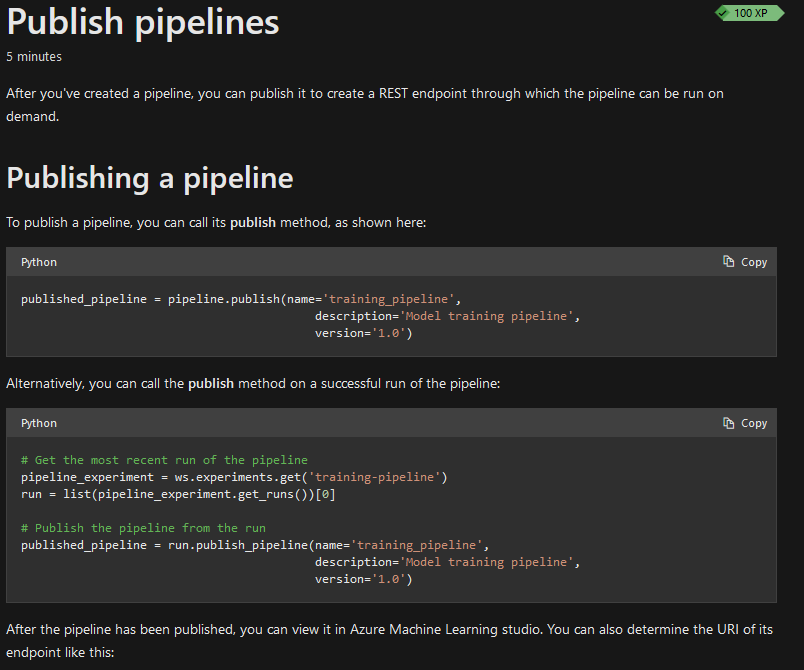 Publish pipelines
100 XP
5 minutes
After you've created a pipeline, you can publish it to create a REST endpoint through which the pipeline can be run on
demand.
Publishing a pipeline
To publish a pipeline, you can call its publish method, as shown here:
Python
Copy
published_pipeline = pipeline.publish(name='training_pipeline',
                                          description='Model training pipeline',
                                          version='1.0')
Alternatively, you can call the publish method on a successful run of the pipeline:
Python
Copy
# Get the most recent run of the pipeline
pipeline_experiment = ws.experiments.get('training-pipeline')
run = list(pipeline_experiment.get_runs())[0]

# Publish the pipeline from the run
published_pipeline = run.publish_pipeline(name='training_pipeline',
                                          description='Model training pipeline',
                                          version='1.0')
After the pipeline has been published, you can view it in Azure Machine Learning studio. You can also determine the URI of its
endpoint like this: